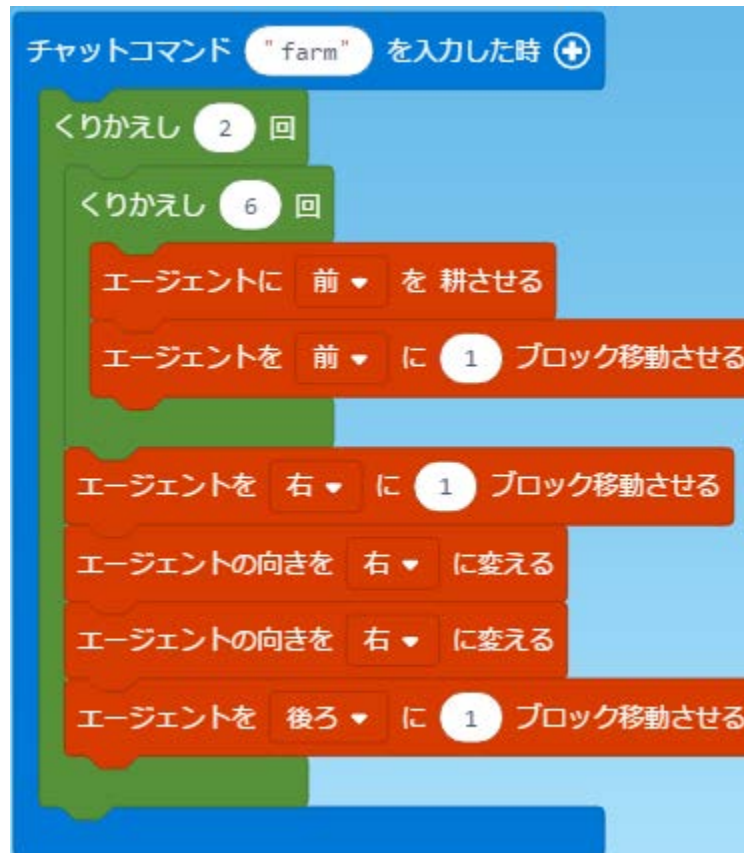 チャットコマンド "farm" を入力した時
くりかえし 2 回
くりかえし 6 回
エージェントに 前 を 耕させる
エージェントを 前 に 1 ブロック移動させる
エージェントを 右 に 1 ブロック移動させる
エージェントの向きを 右 に変える
エージェントの向きを 右 に変える
エージェントを 後ろ に 1 ブロック移動させる